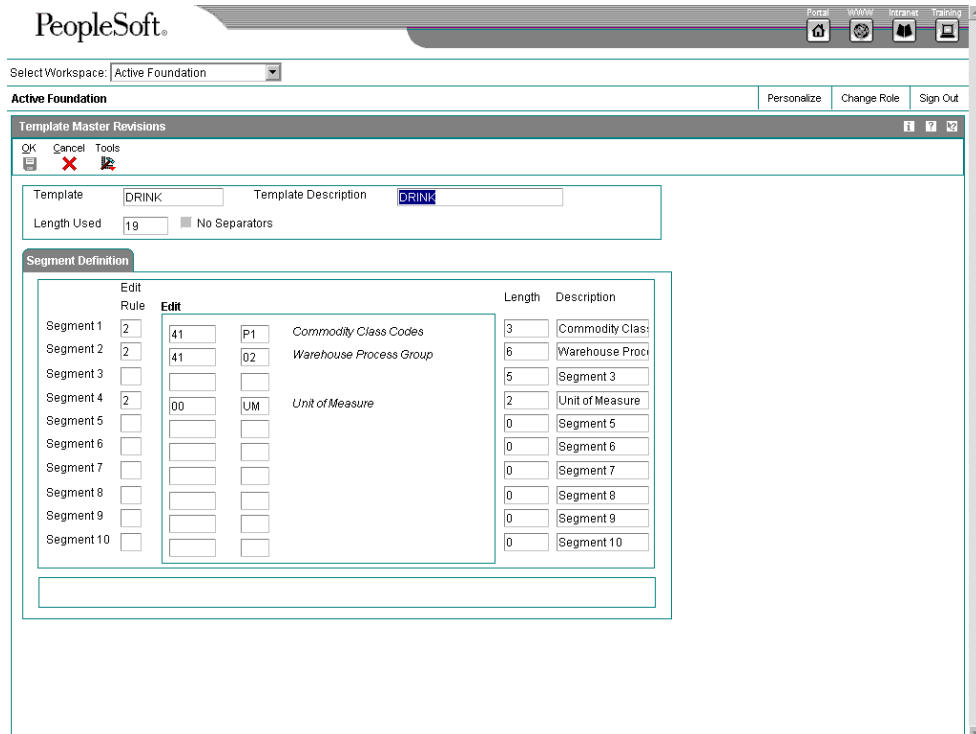 Portal WWW Intranet Training
PeopleSoft.
Select Workspace: Active Foundation
Active Foundation Personalize Change Role Sign Out
Template Master Revisions
OK Cancel Tools
Template DRINK Template Description DRINK
Length Used 19 No Separators
Segment Definition
Edit
Rule Edit Length Description
Segment 1 2 41 P1 Commodity Class Codes 3 Commodity Clas
Segment 2 2 41 02 Warehouse Process Group 6 Warehouse Proc
Segment 3 5 Segment 3
Segment 4 2 00 UM Unit of Measure 2 Unit of Measure
Segment 5 0 Segment 5
Segment 6 0 Segment 6
Segment 7 0 Segment 7
Segment 8 0 Segment 8
Segment 9 0 Segment 9
Segment 10 0 Segment 10